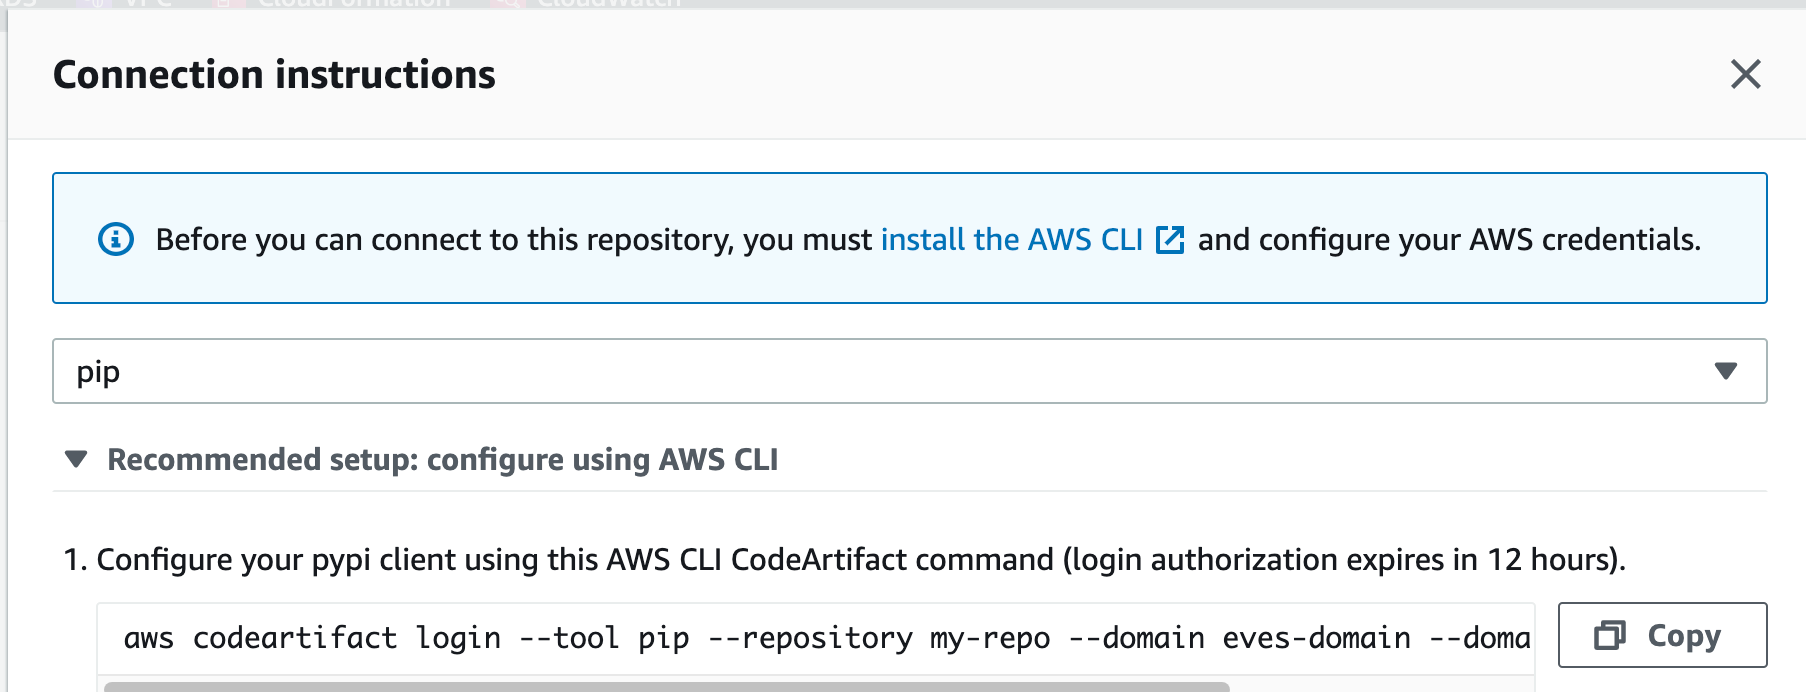 VPC CloudFormation CloudWatch
Connection instructions
Before you can connect to this repository, you must install the AWS CLI and configure your AWS credentials.
pip
Recommended setup: configure using AWS CLI
1. Configure your pypi client using this AWS CLI CodeArtifact command (login authorization expires in 12 hours).
aws codeartifact login --tool pip --repository my-repo --domain eves-domain --doma
Copy